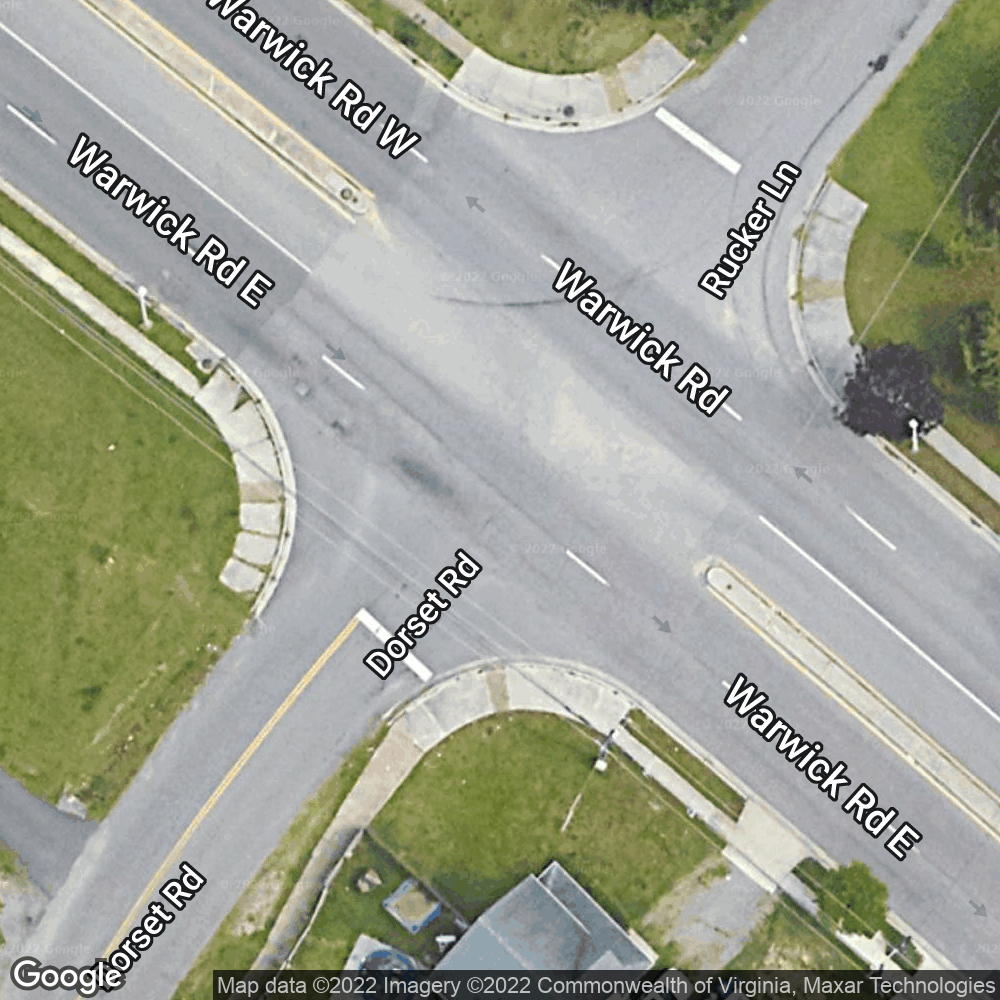 Warwick Rd W
Warwick Rd E
Rucker Ln
Warwick Rd
Dorset Rd
Warwick Rd E
Dorset Rd
Google
Map data ©2022 Imagery ©2022 Commonwealth of Virginia, Maxar Technologies